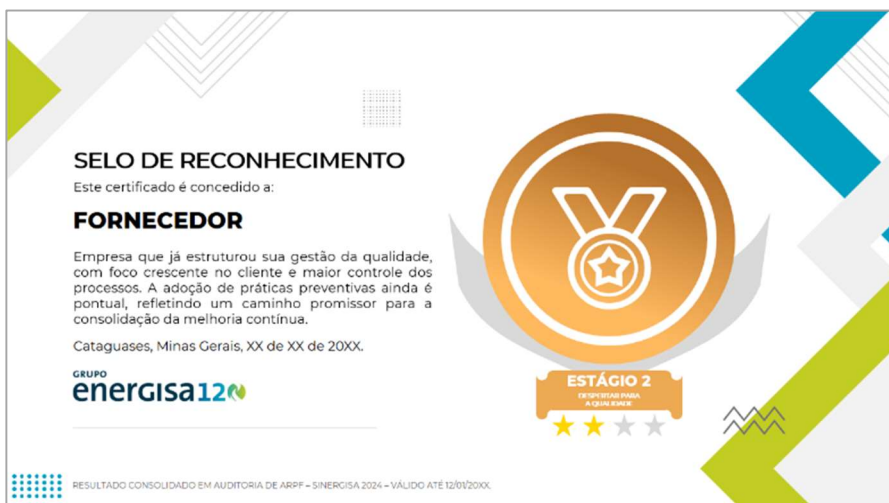 SELO DE RECONHECIMENTO
Este certificado é concedido a:
FORNECEDOR
Empresa que já estruturou sua gestão da qualidade,
com foco crescente no cliente e maior controle dos
processos. A adoção de práticas preventivas ainda é
pontual, refletindo um caminho promissor para a
consolidação da melhoria contínua.
Cataguases, Minas Gerais, XX de XX de 20XX.
GRUPO
energisa120
ESTÁGIO 2
DESPERTAR PARA
A QUALIDADE
RESULTADO CONSOLIDADO EM AUDITORIA DE ARPF – SINERGISA 2024 – VÁLIDO ATÉ 12/01/20XX.